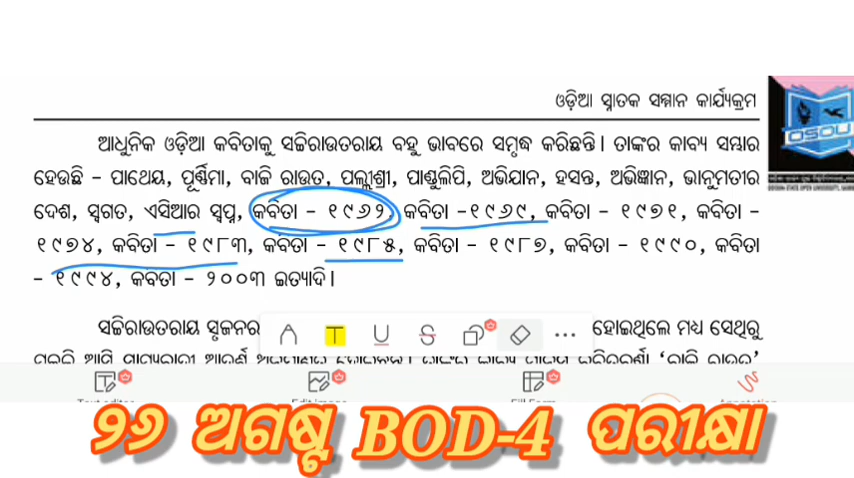 ଓଡ଼ିଆ ସ୍ନାତକ ସମ୍ମାନ କାର୍ଯ୍ୟକ୍ରମ
OSOU
ଆଧୁନିକ ଓଡ଼ିଆ କବିତାକୁ ସଚ୍ଚିରାଉତରାୟ ବହୁ ଭାବରେ ସମୃଦ୍ଧ କରିଛନ୍ତି। ତାଙ୍କର କାବ୍ୟ ସମ୍ଭାର
ହେଉଛି – ପାଥେୟ, ପୂର୍ଣ୍ଣିମା, ବାଜି ରାଉତ, ପଲ୍ଲୀଶ୍ରୀ, ପାଣ୍ଡୁଲିପି, ଅଭିଯାନ, ହସନ୍ତ, ଅଭିଜ୍ଞାନ, ଭାନୁମତୀର
ଦେଶ, ସ୍ୱଗତ, ଏସିଆର ସ୍ୱପ୍ନ, କବିତା – ୧୯୬୨, କବିତା –୧୯୬୯, କବିତା – ୧୯୭୧, କବିତା –
୧୯୭୪, କବିତା – ୧୯୮୩, କବିତା – ୧୯୮୫, କବିତା – ୧୯୮୭, କବିତା – ୧୯୯୦, କବିତା
– ୧୯୯୪, କବିତା – ୨୦୦୩ ଇତ୍ୟାଦି।
ସଚ୍ଚିରାଉତରାୟ ସୃଜନର ହୋଇଥିଲେ ମଧ୍ୟ ସେଥିରୁ
୨୬ ଅଗଷ୍ଟ BOD-4 ପରୀକ୍ଷା